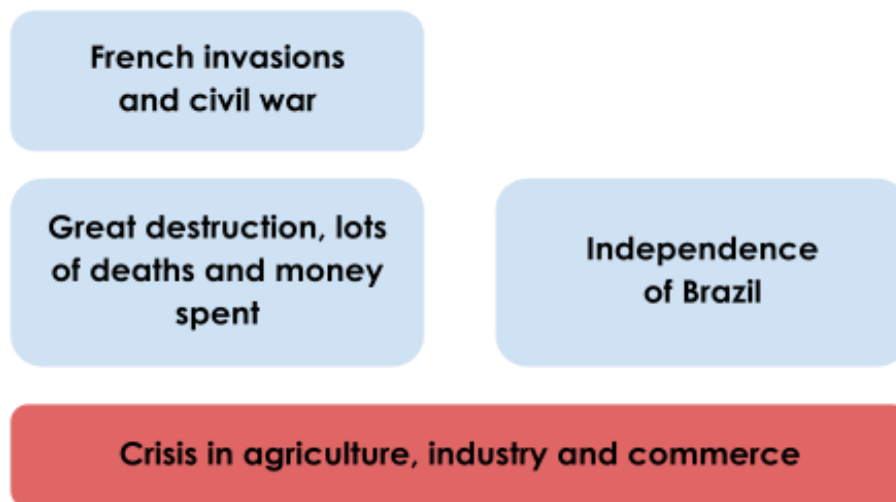 French invasions
and civil war
Great destruction, lots
of deaths and money
spent
Independence
of Brazil
Crisis in agriculture, industry and commerce